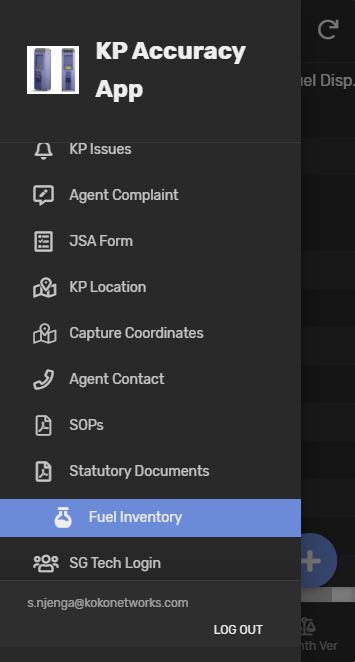 KP Accuracy
App
uel Disp.
KP Issues
Agent Complaint
JSA Form
KP Location
Capture Coordinates
Agent Contact
SOPs
Statutory Documents
Fuel Inventory
SG Tech Login
s.njenga@kokonetworks.com
nth Ver
LOG OUT